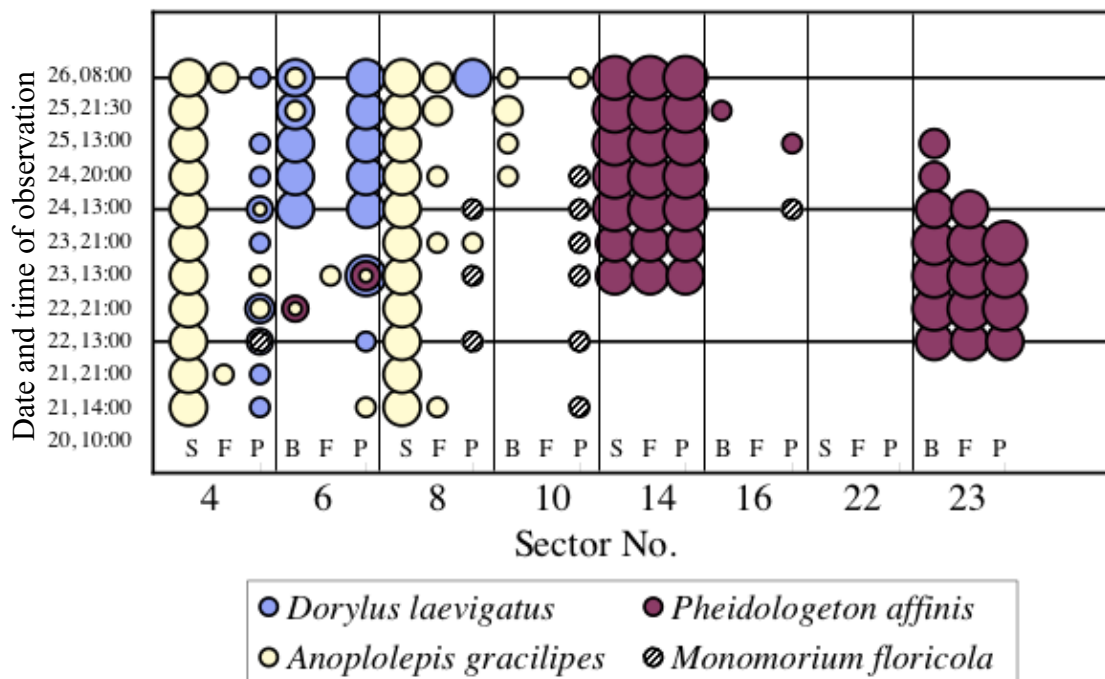 Date and time of observation
26, 08:00
25, 21:30
25, 13:00
24, 20:00
24, 13:00
23, 21:00
23, 13:00
22, 21:00
22, 13:00
21, 21:00
21, 14:00
20, 10:00
S F P B F P S F P B F P S F P B F P S F P B F P
4 6 8 10 14 16 22 23
Sector No.
Dorylus laevigatus Pheidologeton affinis
Anoplolepis gracilipes Monomorium floricola